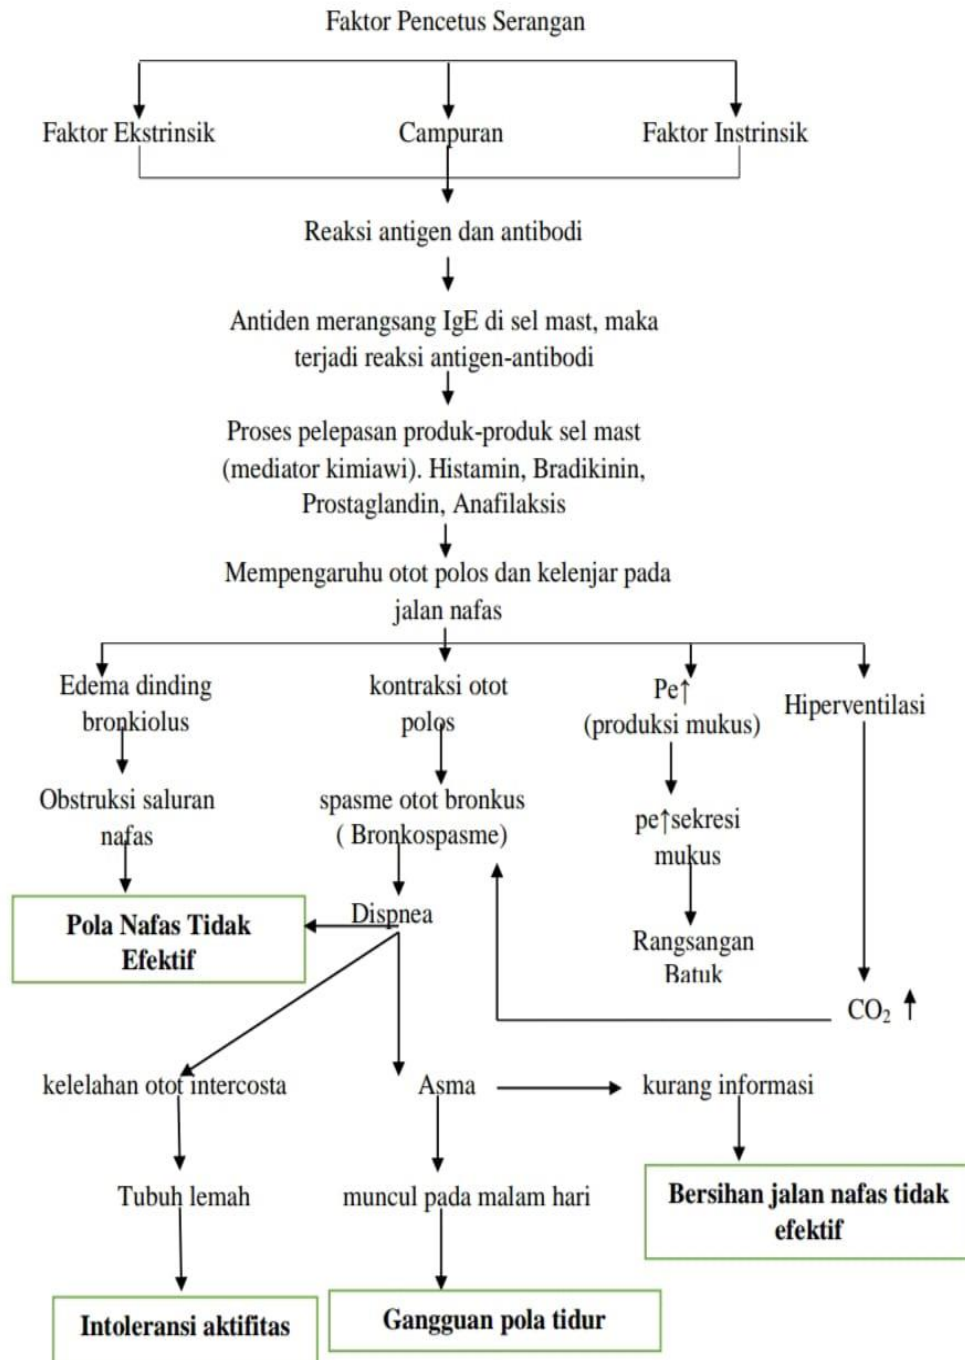 Faktor Pencetus Serangan
Faktor Ekstrinsik
Campuran
Faktor Instrinsik
Reaksi antigen dan antibodi
Antiden merangsang IgE di sel mast, maka
terjadi reaksi antigen-antibodi
Proses pelepasan produk-produk sel mast
(mediator kimiawi). Histamin, Bradikinin,
Prostaglandin, Anafilaksis
Mempengaruhu otot polos dan kelenjar pada
jalan nafas
Edema dinding
bronkiolus
kontraksi otot
polos
Pe↑
(produksi mukus)
Hiperventilasi
Obstruksi saluran
nafas
spasme otot bronkus
( Bronkospasme)
pe↑sekresi
mukus
Pola Nafas Tidak
Efektif
Dispnea
Rangsangan
Batuk
CO₂ ↑
kelelahan otot intercosta
Asma
kurang informasi
Tubuh lemah
muncul pada malam hari
Bersihan jalan nafas tidak
efektif
Intoleransi aktifitas
Gangguan pola tidur